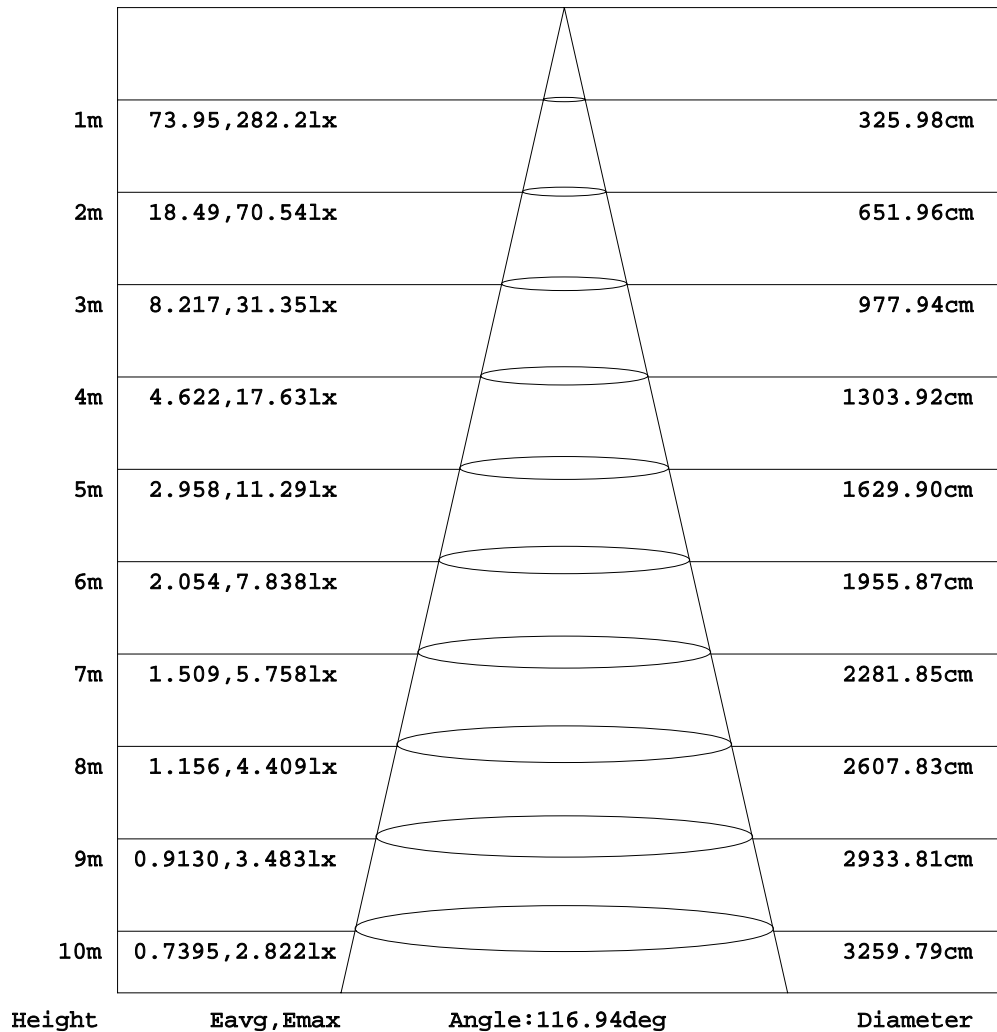 1m 73.95,282.2lx 325.98cm
2m 18.49,70.54lx 651.96cm
3m 8.217,31.35lx 977.94cm
4m 4.622,17.63lx 1303.92cm
5m 2.958,11.29lx 1629.90cm
6m 2.054,7.838lx 1955.87cm
7m 1.509,5.758lx 2281.85cm
8m 1.156,4.409lx 2607.83cm
9m 0.9130,3.483lx 2933.81cm
10m 0.7395,2.822lx 3259.79cm
Height Eavg,Emax Angle:116.94deg Diameter